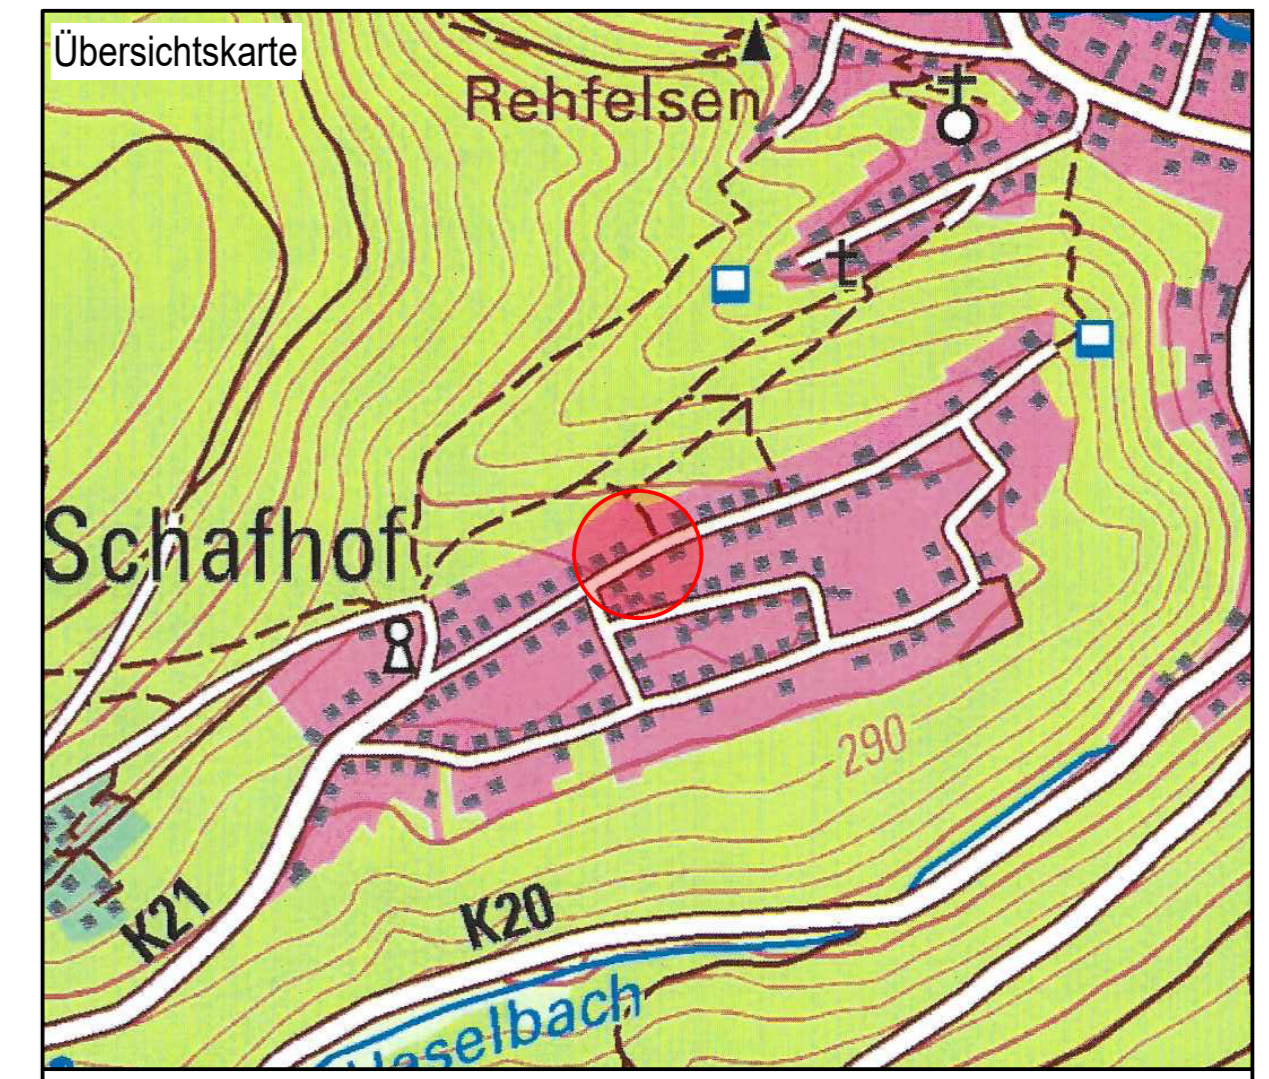 Übersichtskarte
Rehfelsen
Schafhof
290
K21
K20
Haselbach